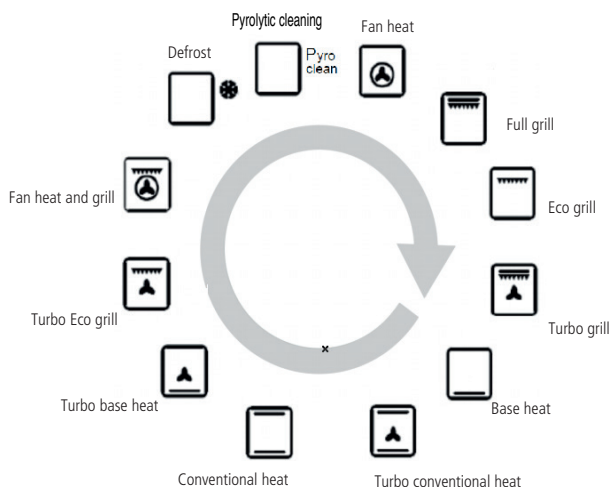 Pyrolytic cleaning
Fan heat
Defrost
Pyro
clean
Full grill
Fan heat and grill
Eco grill
Turbo Eco grill
Turbo grill
Turbo base heat
Base heat
Conventional heat
Turbo conventional heat